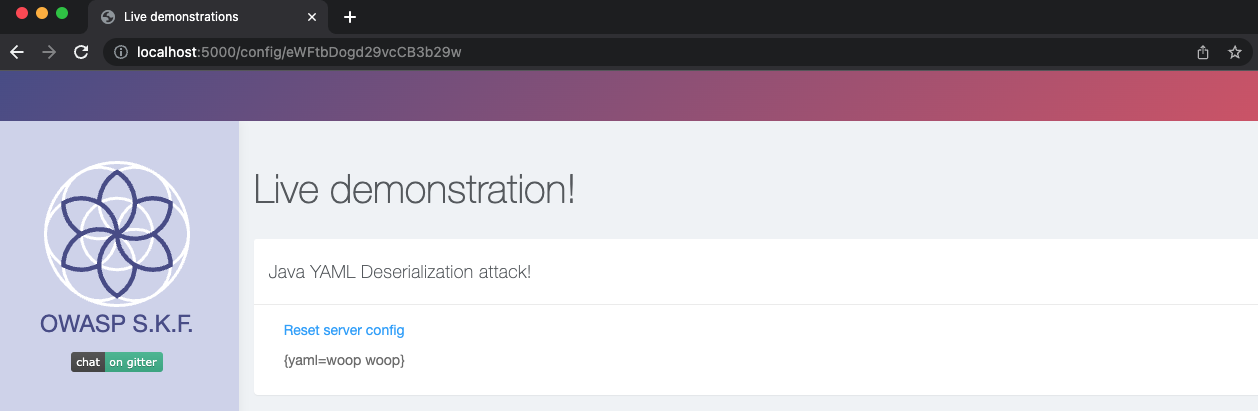 Live demonstrations
localhost:5000/config/eWFtbDogd29vcCB3b29w
OWASP S.K.F.
chat on gitter
Live demonstration!
Java YAML Deserialization attack!
Reset server config
{yaml=woop woop}